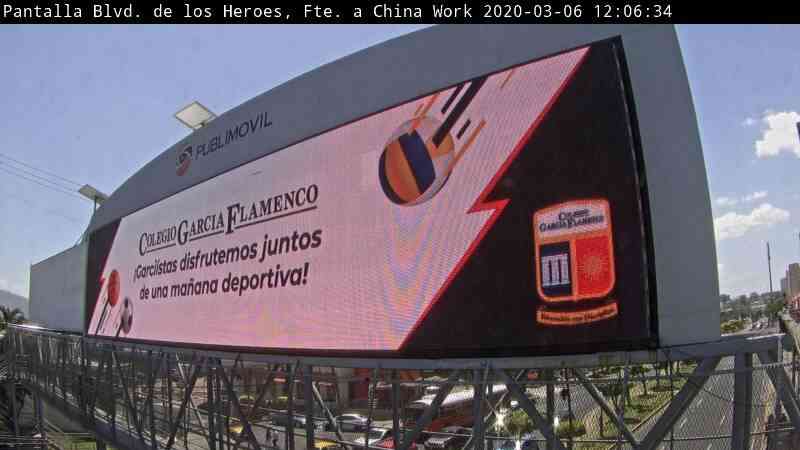 Pantalla Blvd. de los Heroes, Fte. a China Work 2020-03-06 12:06:34
PUBLIMOVIL
COLEGIO GARCIA FLAMENCO
¡Garciistas disfrutemos juntos
de una mañana deportiva!
COLEGIO
GARCIA FLAMENCO